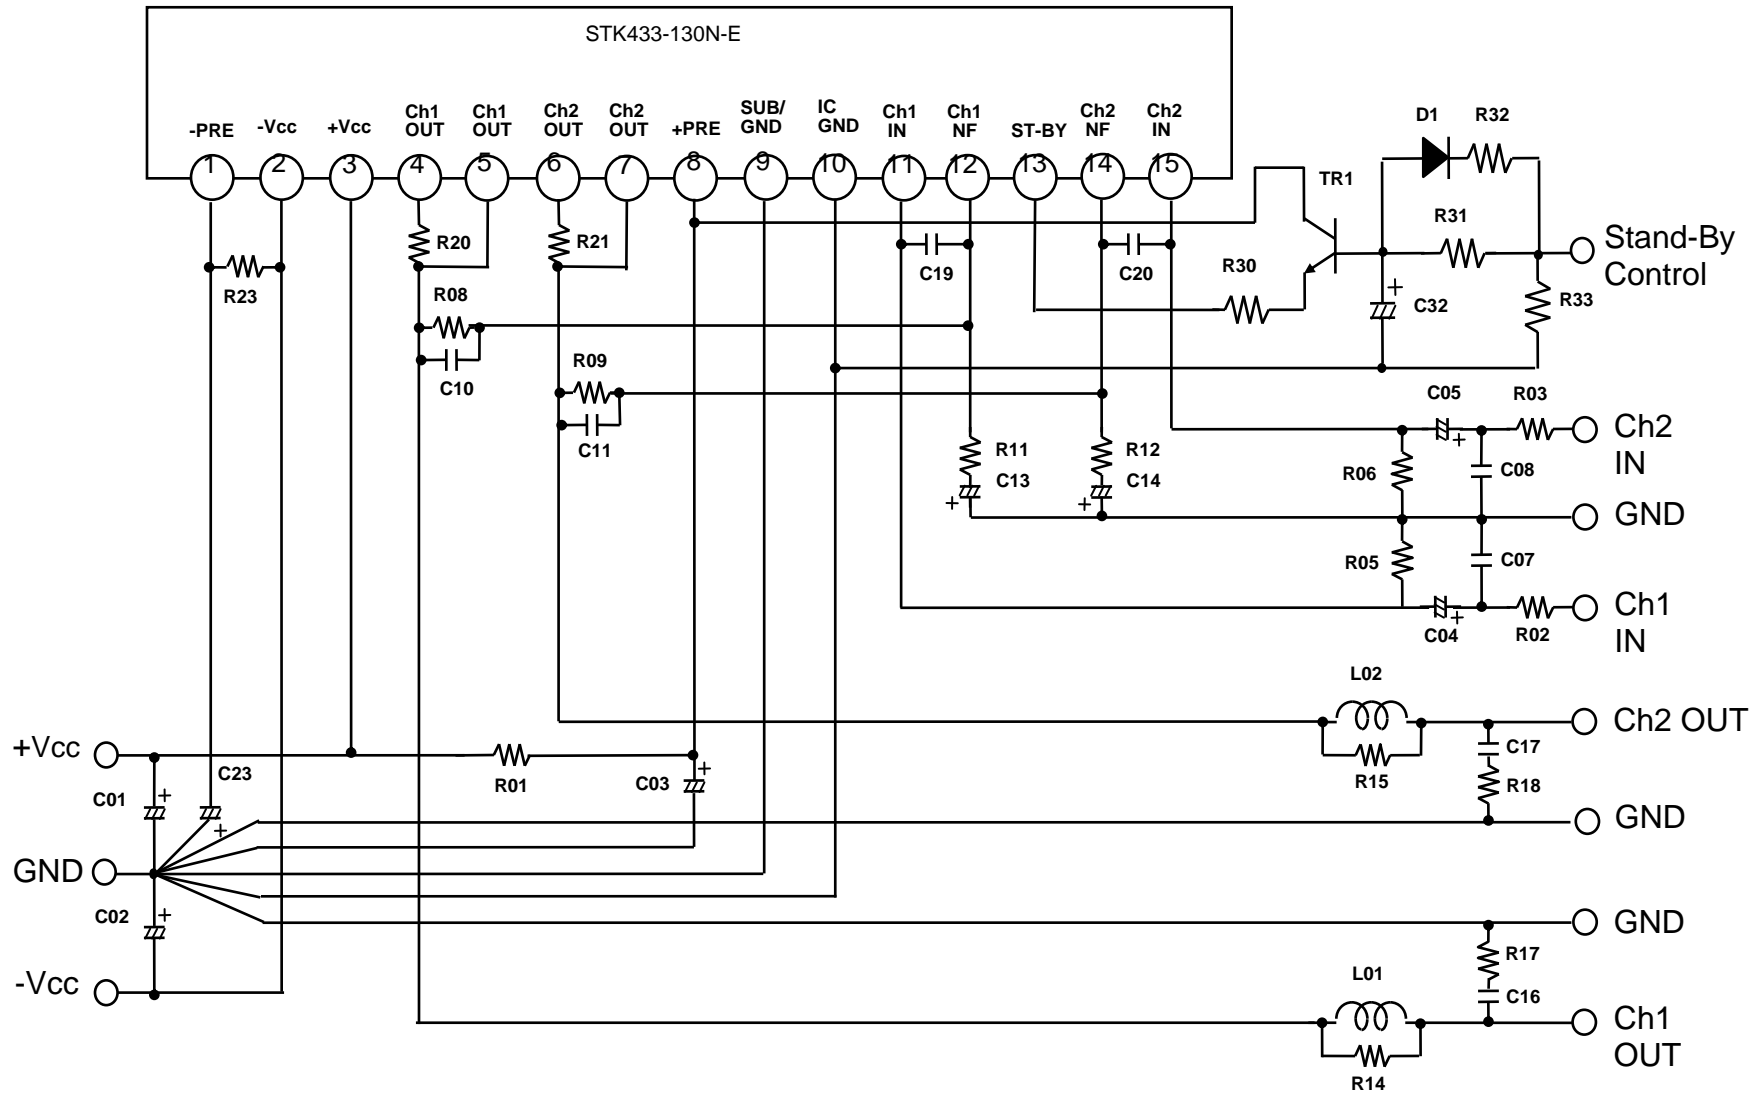 STK433-130N-E
-PRE
-Vcc
+Vcc
Ch1
OUT
Ch1
OUT
Ch2
OUT
Ch2
OUT
+PRE
SUB/
GND
IC
GND
Ch1
IN
Ch1
NF
ST-BY
Ch2
NF
Ch2
IN
1
2
3
4
5
6
7
8
9
10
11
12
13
14
15
D1
R32
TR1
R31
Stand-By
Control
R20
R21
C19
C20
R30
+
C32
R33
R23
R08
C10
R09
C11
C05
R03
+
Ch2
IN
R11
C13
+
R12
C14
+
R06
C08
GND
R05
C07
Ch1
IN
C04
+
R02
L02
R15
Ch2 OUT
C17
R18
+Vcc
C23
+
C01
+
R01
C03
+
GND
GND
C02
+
GND
R17
-Vcc
L01
C16
R14
Ch1
OUT